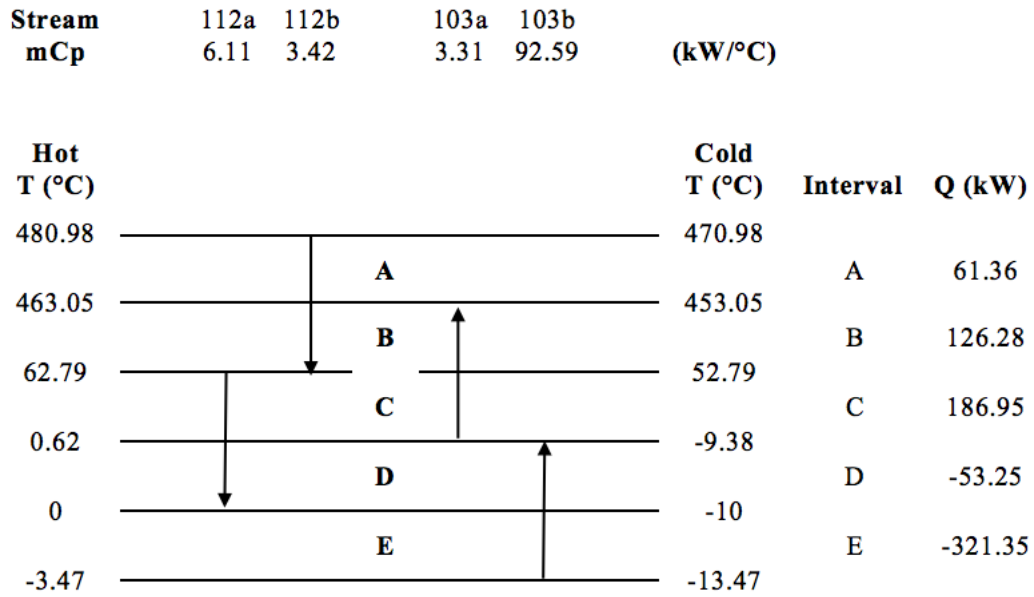 Stream 112a 112b 103a 103b
mCp 6.11 3.42 3.31 92.59 (kW/°C)
Hot Cold
T (°C) T (°C) Interval Q (kW)
480.98 470.98
A A 61.36
463.05 453.05
B B 126.28
62.79 52.79
C C 186.95
0.62 -9.38
D D -53.25
0 -10
E E -321.35
-3.47 -13.47